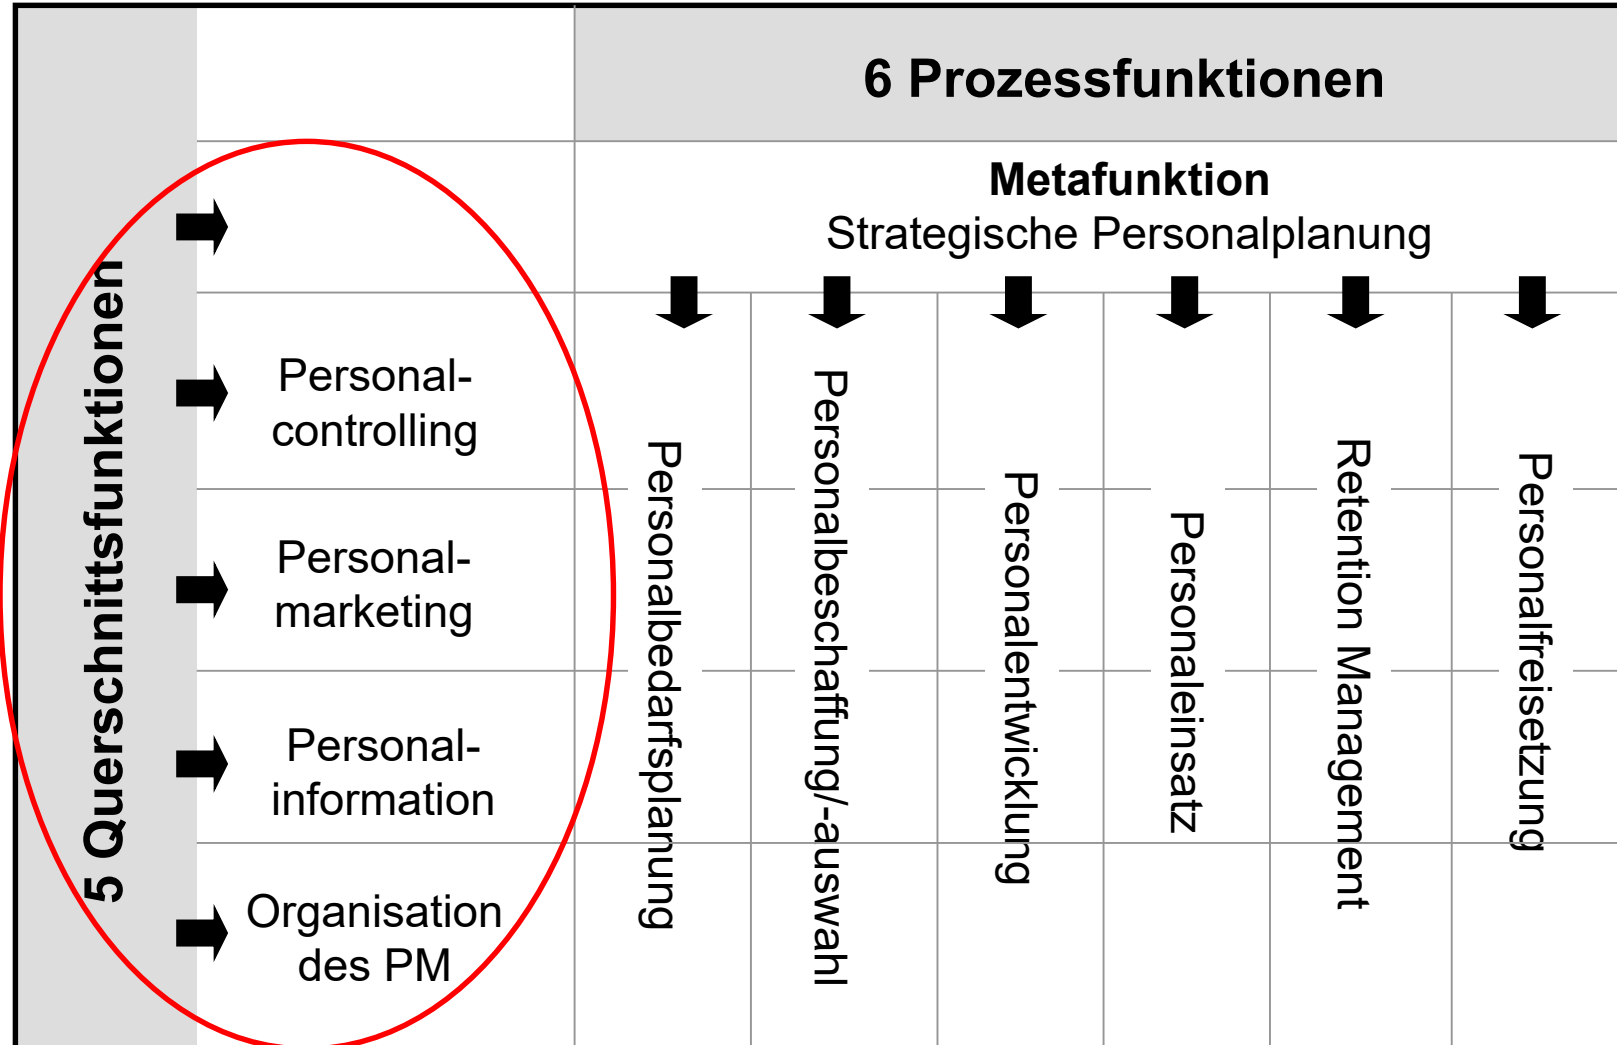 6 Prozessfunktionen
Metafunktion
Strategische Personalplanung
5 Querschnittsfunktionen
Personal-
controlling
Personal-
marketing
Personal-
information
Organisation
des PM
Personalbedarfsplanung
Personalbeschaffung/-auswahl
Personalentwicklung
Personaleinsatz
Retention Management
Personalfreisetzung